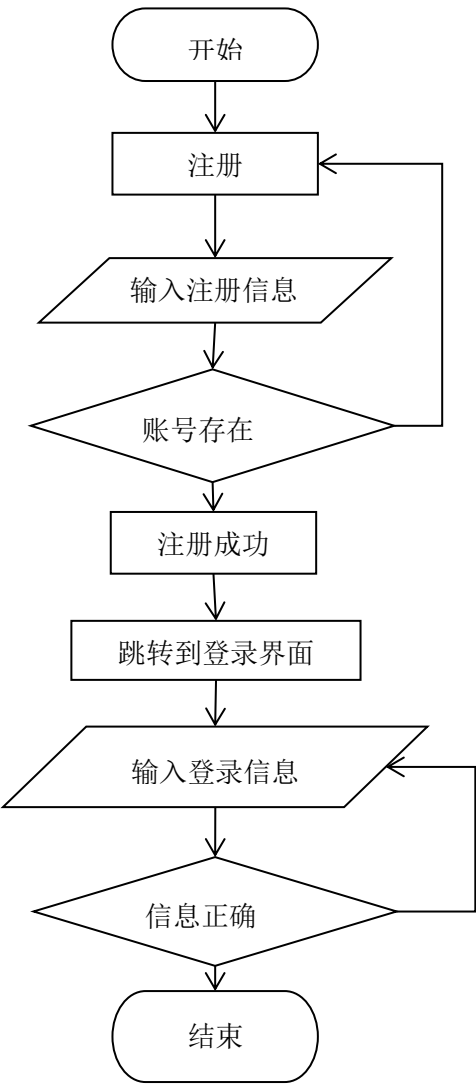 开始
注册
输入注册信息
账号存在
注册成功
跳转到登录界面
输入登录信息
信息正确
结束